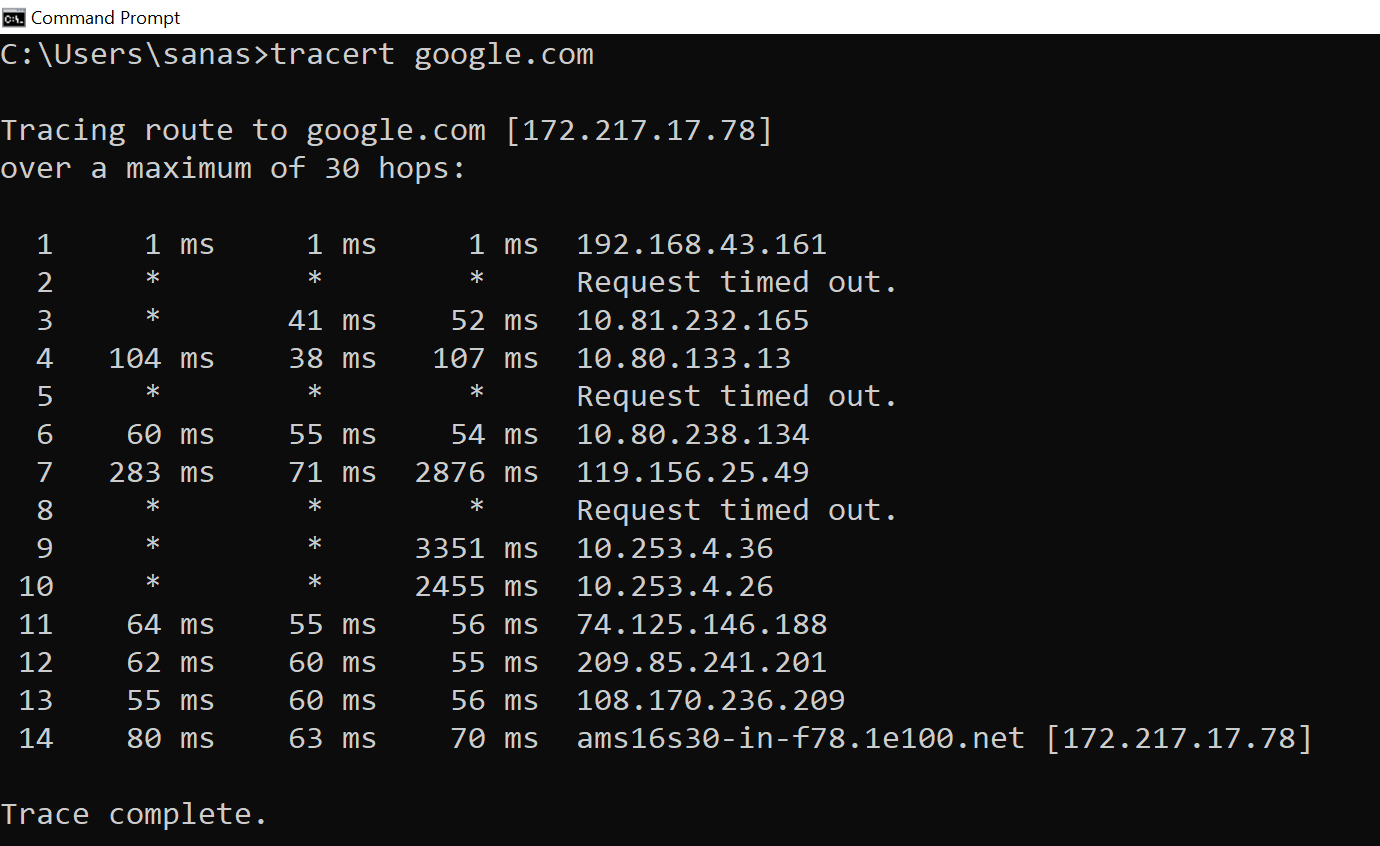 Command Prompt
C:\Users\sanas>tracert google.com
Tracing route to google.com [172.217.17.78]
over a maximum of 30 hops:
1 1 ms 1 ms 1 ms 192.168.43.161
2 * * * Request timed out.
3 * 41 ms 52 ms 10.81.232.165
4 104 ms 38 ms 107 ms 10.80.133.13
5 * * * Request timed out.
6 60 ms 55 ms 54 ms 10.80.238.134
7 283 ms 71 ms 2876 ms 119.156.25.49
8 * * * Request timed out.
9 * * 3351 ms 10.253.4.36
10 * * 2455 ms 10.253.4.26
11 64 ms 55 ms 56 ms 74.125.146.188
12 62 ms 60 ms 55 ms 209.85.241.201
13 55 ms 60 ms 56 ms 108.170.236.209
14 80 ms 63 ms 70 ms ams16s30-in-f78.1e100.net [172.217.17.78]
Trace complete.